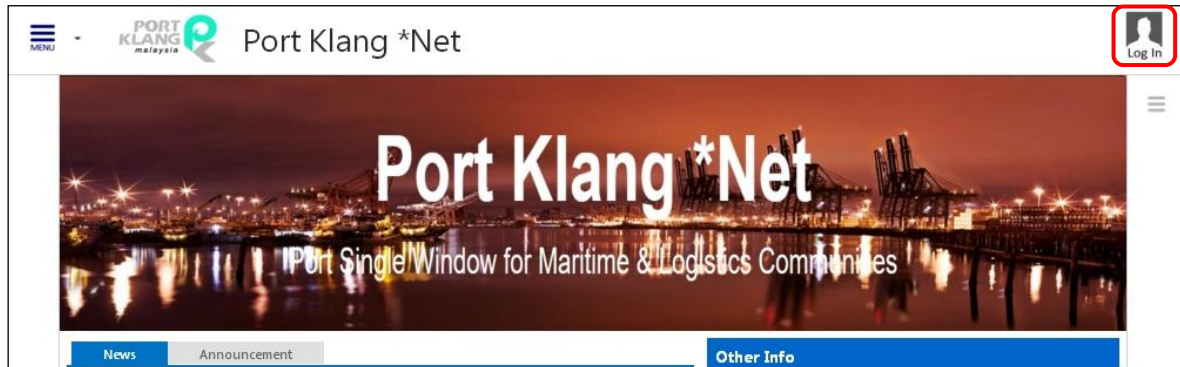 MENU
PORT
KLANG
malaysia
Port Klang *Net
Log In
Port Klang *Net
Port Single Window for Maritime & Logistics Communities
News
Announcement
Other Info